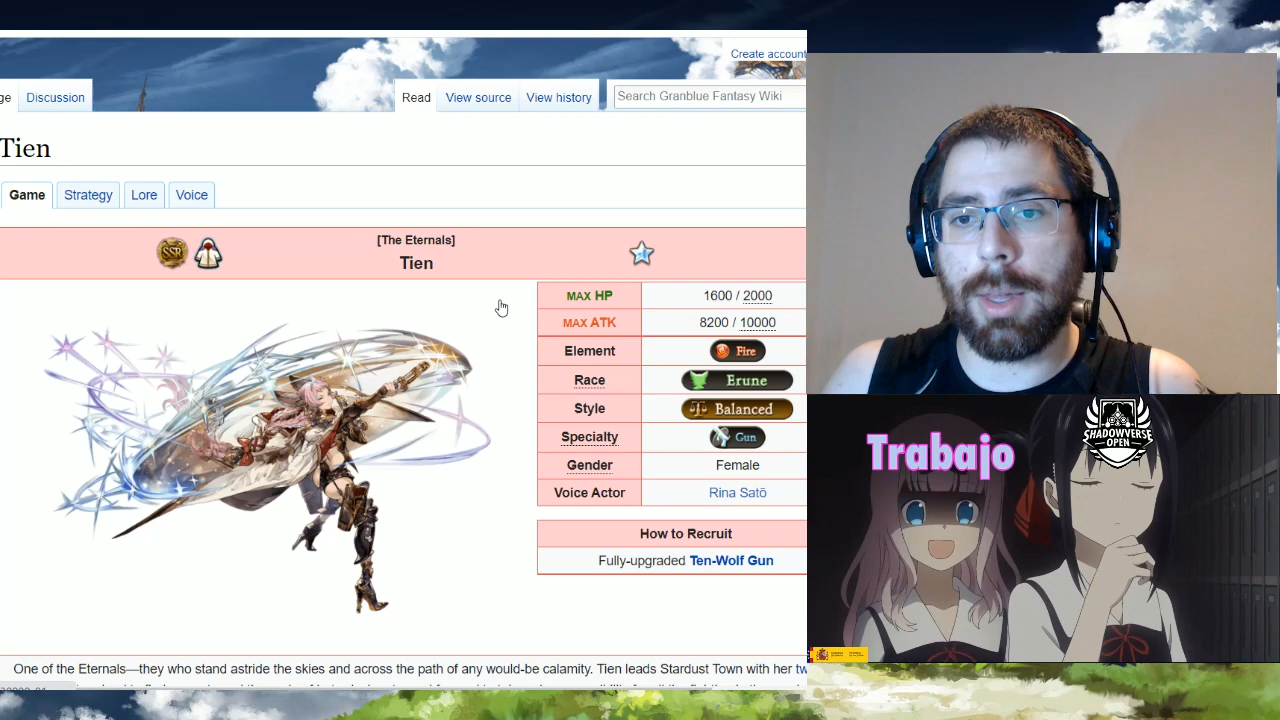 Create account
ge
Discussion
Read
View source
View history
Search Granblue Fantasy Wiki
Tien
Game
Strategy
Lore
Voice
SSR
[The Eternals]
Tien
MAX HP
1600 / 2000
MAX ATK
8200 / 10000
Element
Fire
Race
Erune
Style
Balanced
Specialty
Gun
Gender
Female
Voice Actor
Rina Satō
How to Recruit
Fully-upgraded Ten-Wolf Gun
One of the Eternals—they who stand astride the skies and across the path of any would-be calamity. Tien leads Stardust Town with her tw
Trabajo
SHADOWVERSE
OPEN